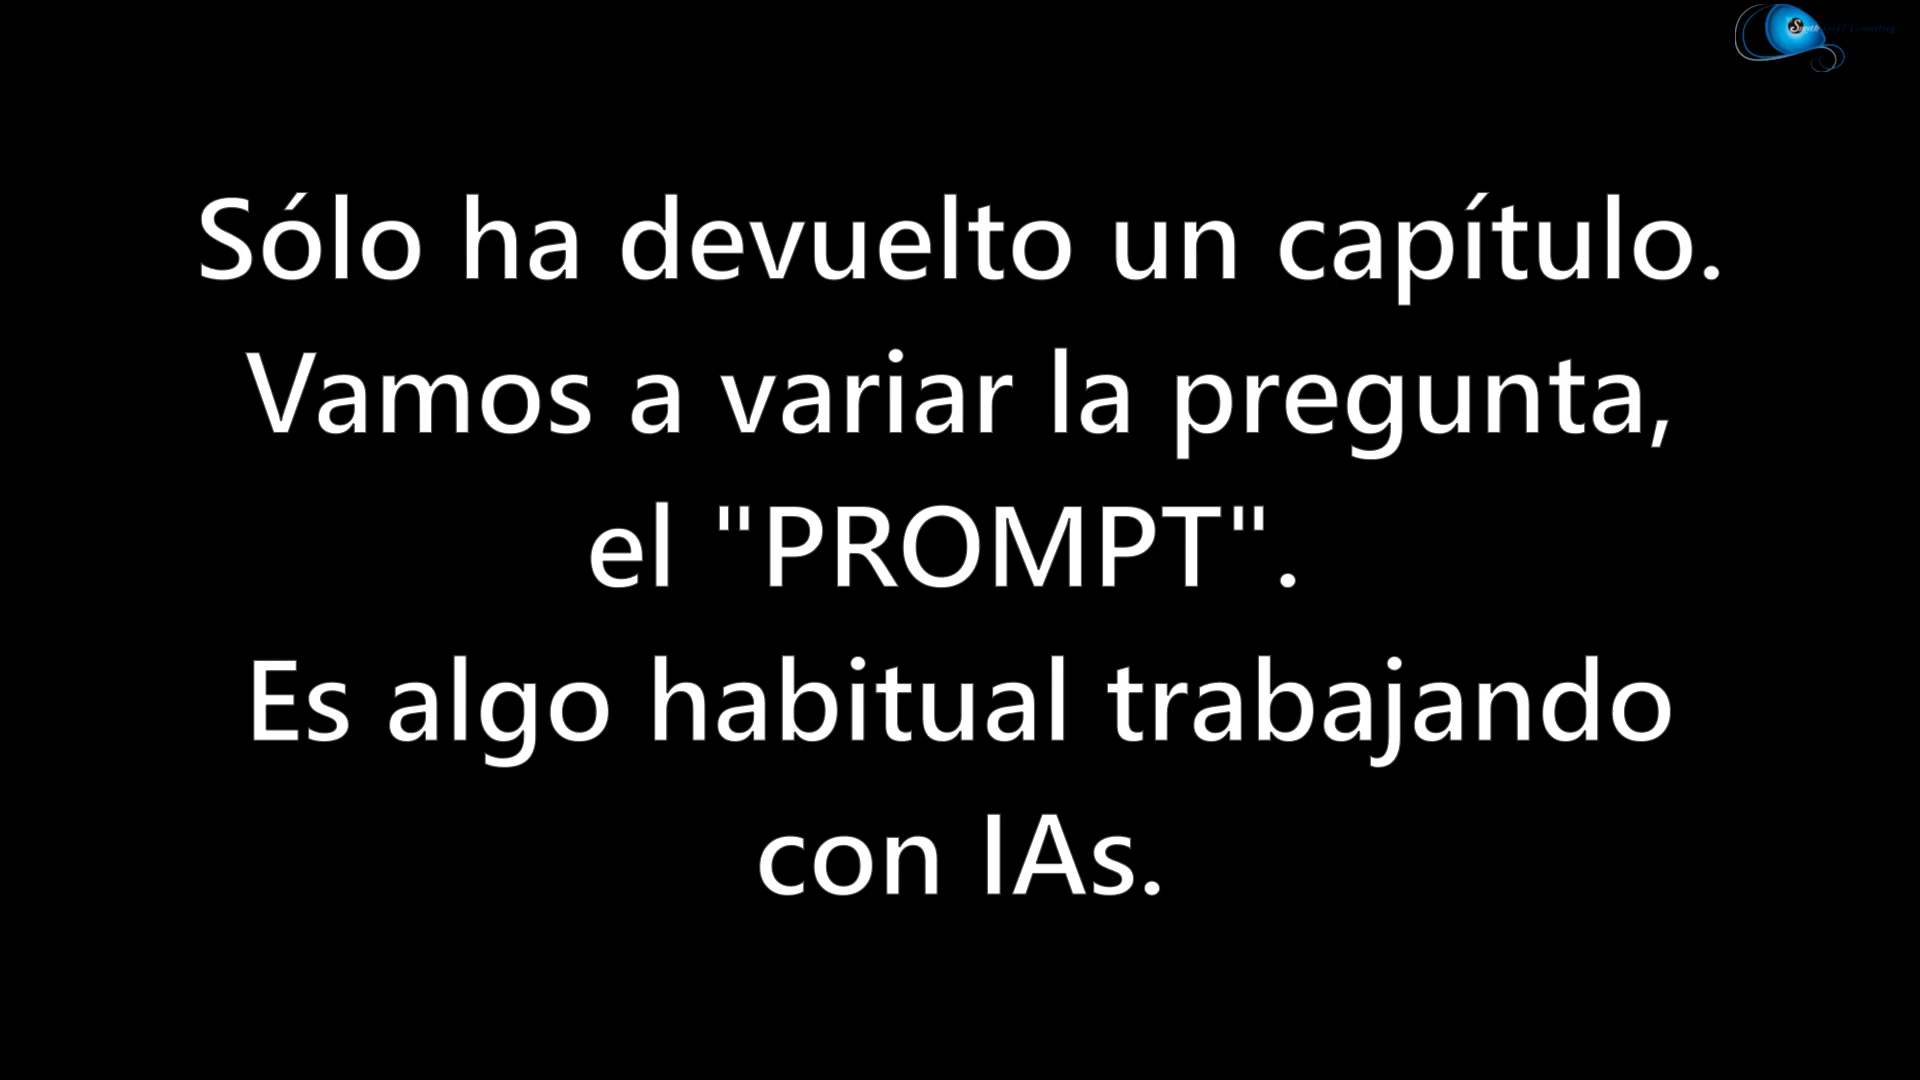 Sólo ha devuelto un capítulo.
Vamos a variar la pregunta,
el "PROMPT".
Es algo habitual trabajando
con IAs.